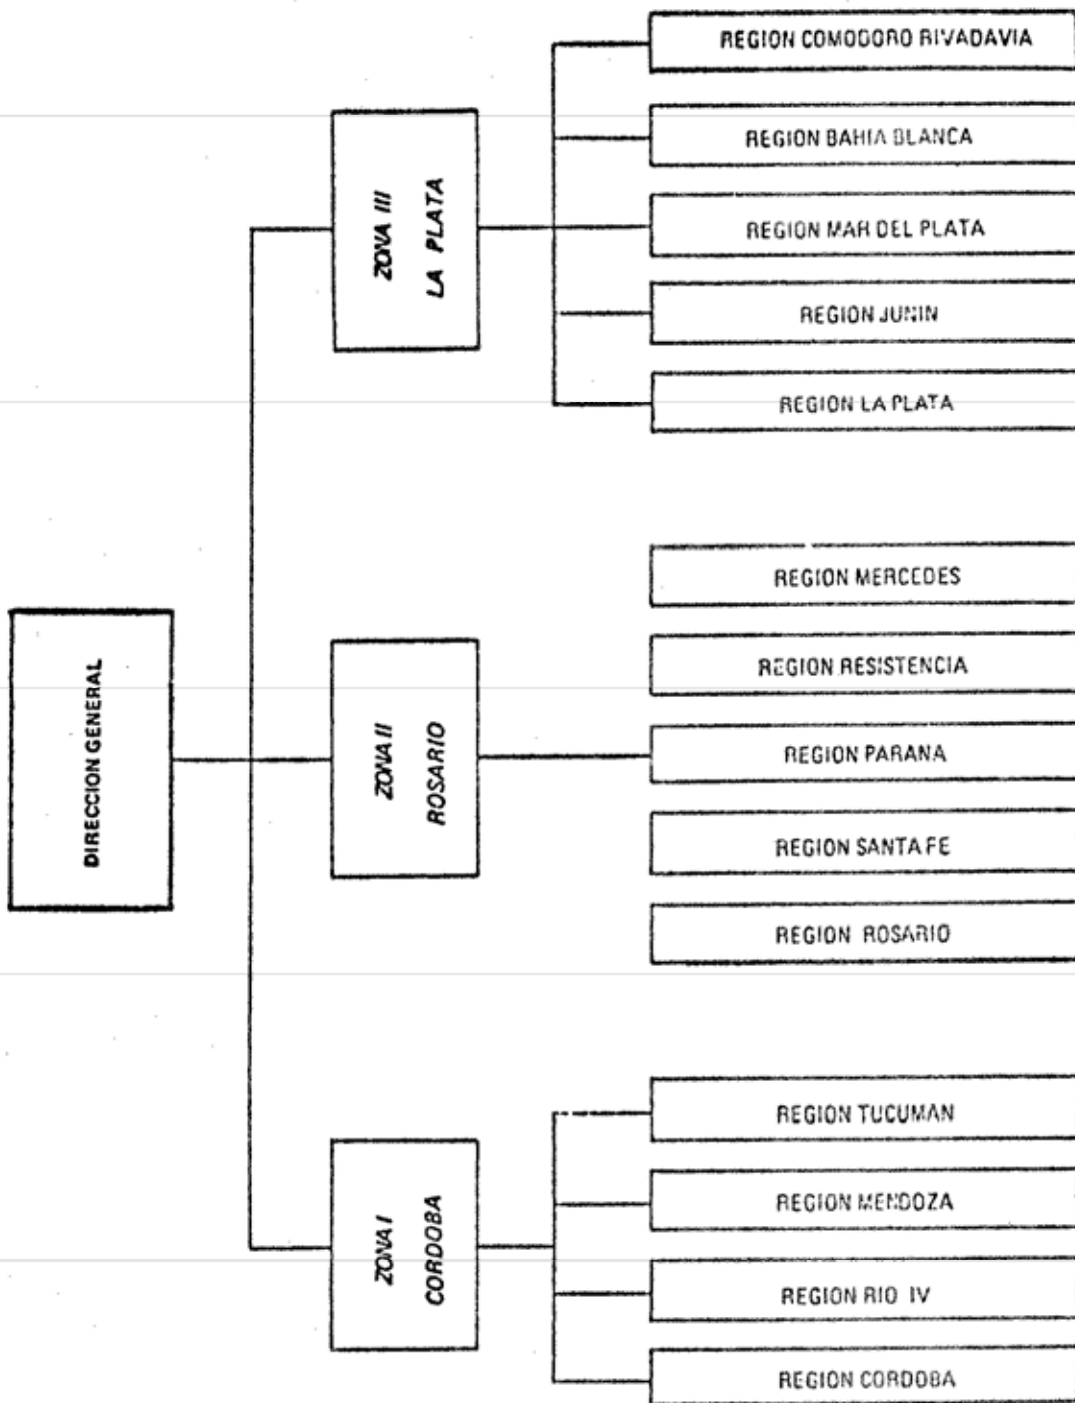 DIRECCION GENERAL
ZONA III
LA PLATA
REGION COMODORO RIVADAVIA
REGION BAHIA BLANCA
REGION MAR DEL PLATA
REGION JUNIN
REGION LA PLATA
ZONA II
ROSARIO
REGION MERCEDES
REGION RESISTENCIA
REGION PARANA
REGION SANTA FE
REGION ROSARIO
ZONA I
CORDOBA
REGION TUCUMAN
REGION MENDOZA
REGION RIO IV
REGION CORDOBA